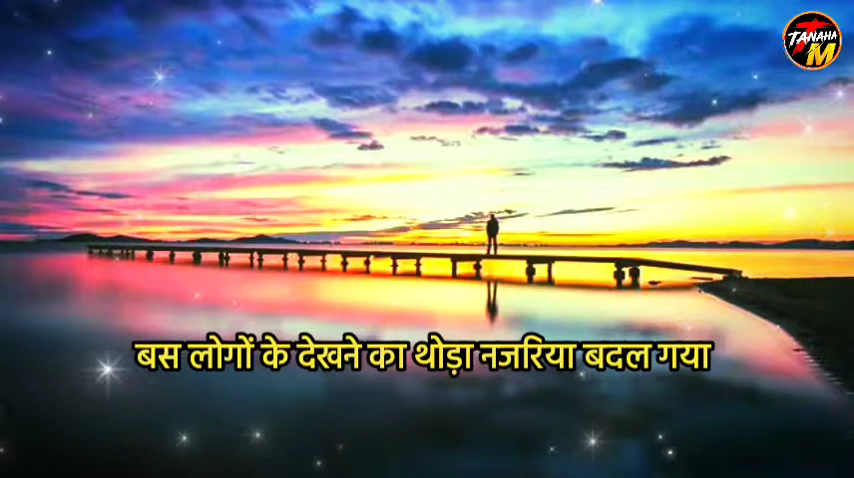 TANAHA
M
बस लोगों के देखने का थोड़ा नजरिया बदल गया